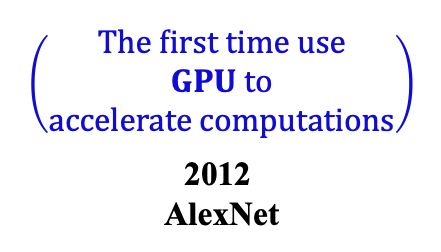 The first time use
GPU to
accelerate computations
2012
AlexNet